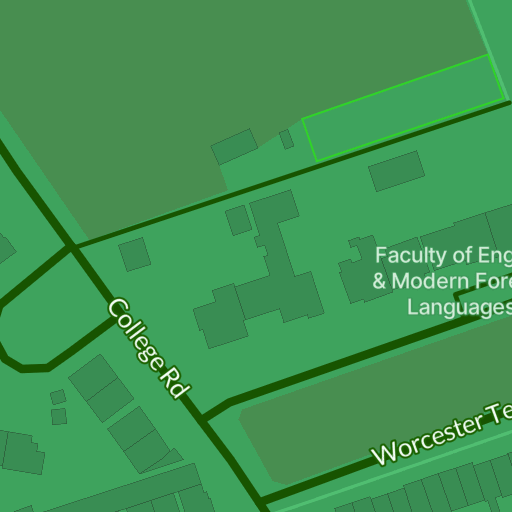 Faculty of Eng
& Modern Fore
Languages
College Rd
Worcester Te